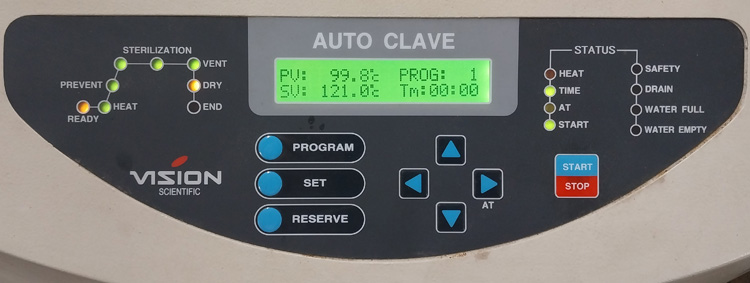 AUTO CLAVE
STERILIZATION
VENT
PREVENT
DRY
HEAT
END
READY
PV: 99.8℃ PROG: 1
SV: 121.0℃ Tm:00:00
STATUS
HEAT
SAFETY
TIME
DRAIN
AT
WATER FULL
START
WATER EMPTY
VISION
SCIENTIFIC
PROGRAM
SET
RESERVE
AT
START
STOP